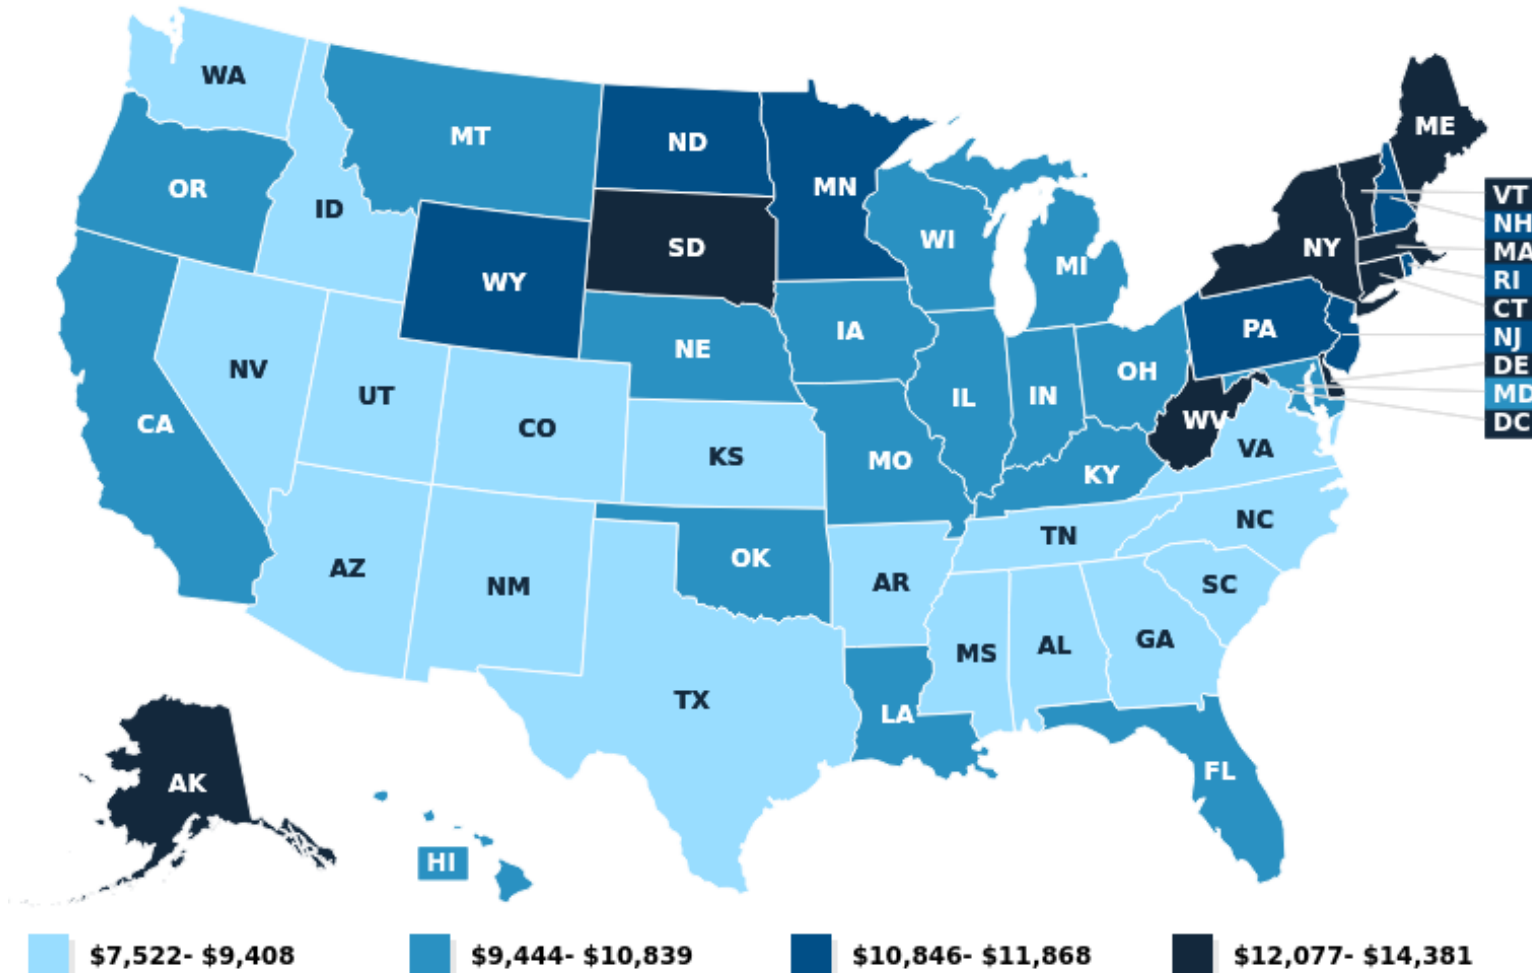 WA
MT
ND
MN
ME
OR
ID
WY
SD
WI
MI
NY
VT
NH
MA
RI
CT
NJ
DE
MD
DC
NV
UT
CO
NE
IA
IL
IN
OH
PA
WV
VA
CA
KS
MO
KY
AZ
NM
OK
AR
TN
NC
SC
TX
LA
MS
AL
GA
FL
AK
HI
$7,522- $9,408
$9,444- $10,839
$10,846- $11,868
$12,077- $14,381